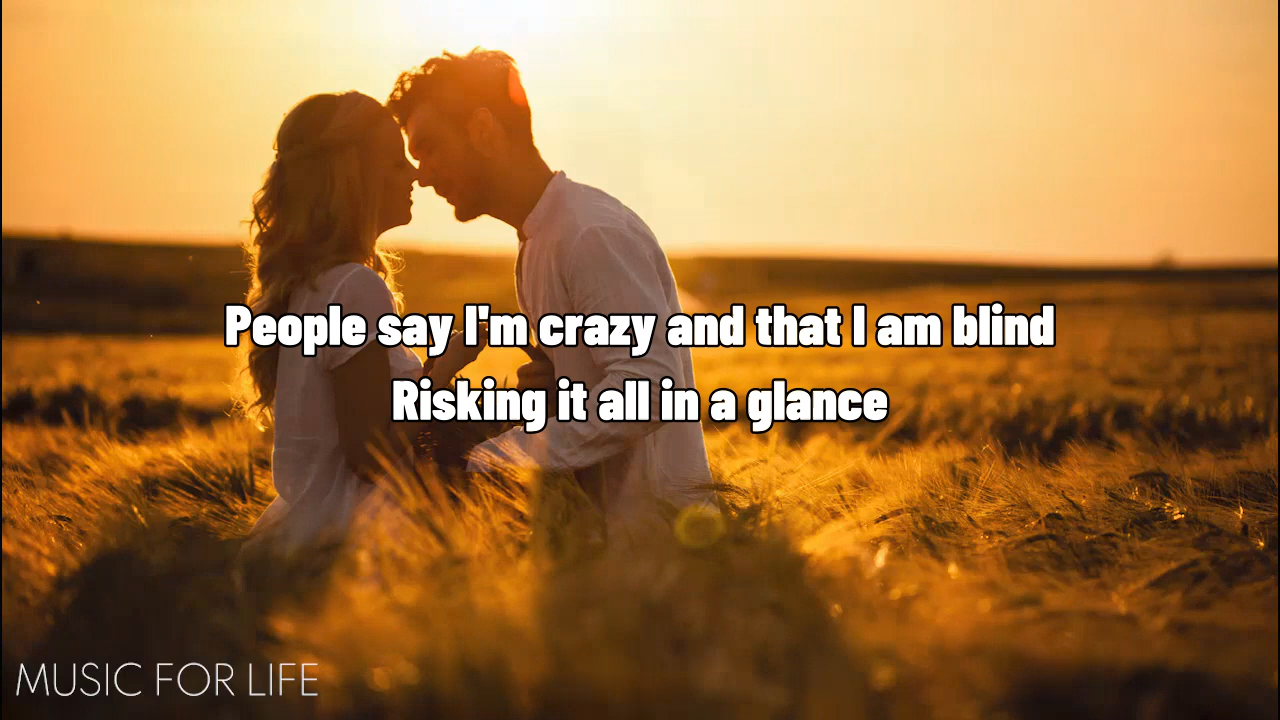 People say I'm crazy and that I am blind
Risking it all in a glance
MUSIC FOR LIFE